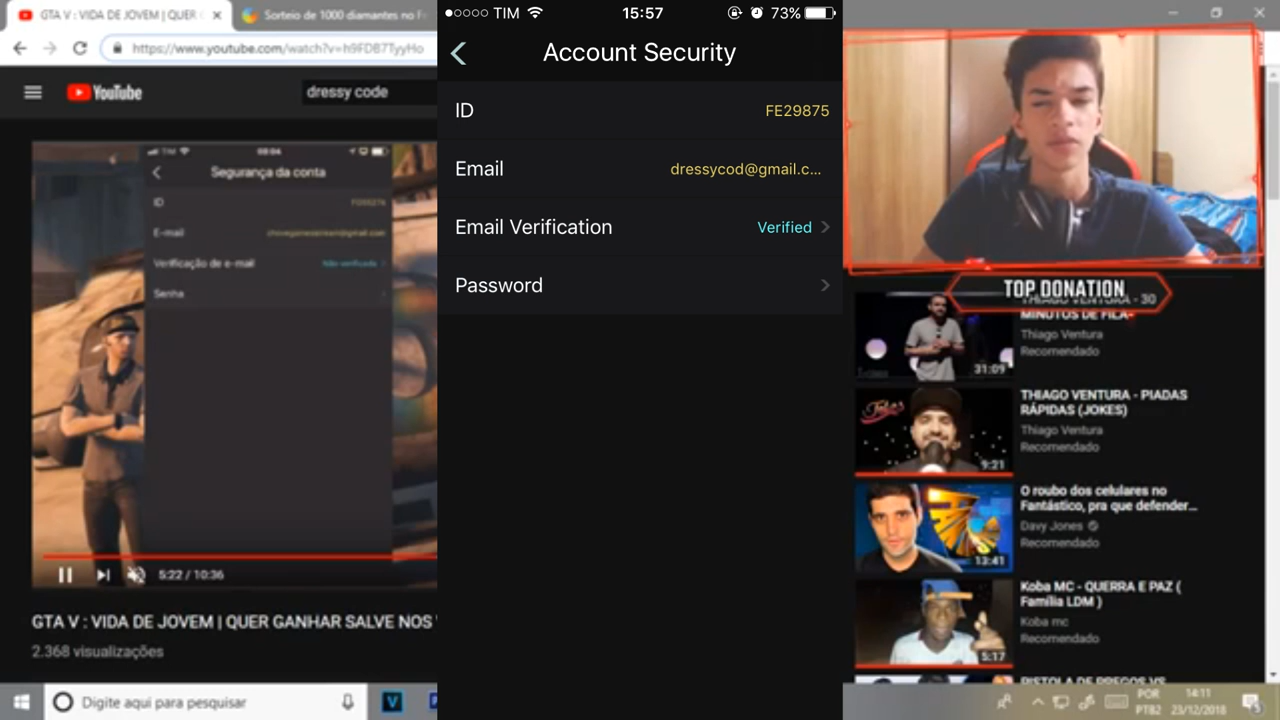 GTA V : VIDA DE JOVEM | QUER
Sorteio de 1000 diamantes no F
https://www.youtube.com/watch?v=h9FDB7TyyHo
YouTube
dressy code
TIM
08:04
Segurança da conta
ID
E-mail
Verificação de e-mail
Não verificado
Senha
5:22 / 10:36
GTA V : VIDA DE JOVEM | QUER GANHAR SALVE NOS
2.368 visualizações
Digite aqui para pesquisar
TIM
15:57
73%
Account Security
ID
FE29875
Email
dressycod@gmail.c...
Email Verification
Verified
Password
TOP DONATION
THIAGO VENTURA - 30
MINUTOS DE FILA-
Thiago Ventura
Recomendado
31:09
THIAGO VENTURA - PIADAS
RÁPIDAS (JOKES)
Thiago Ventura
Recomendado
9:21
O roubo dos celulares no
Fantástico, pra que defender...
Davy Jones
Recomendado
13:41
Koba MC - QUERRA E PAZ (
Família LDM )
Koba mc
Recomendado
5:17
POR
PTB2
14:11
23/12/2018